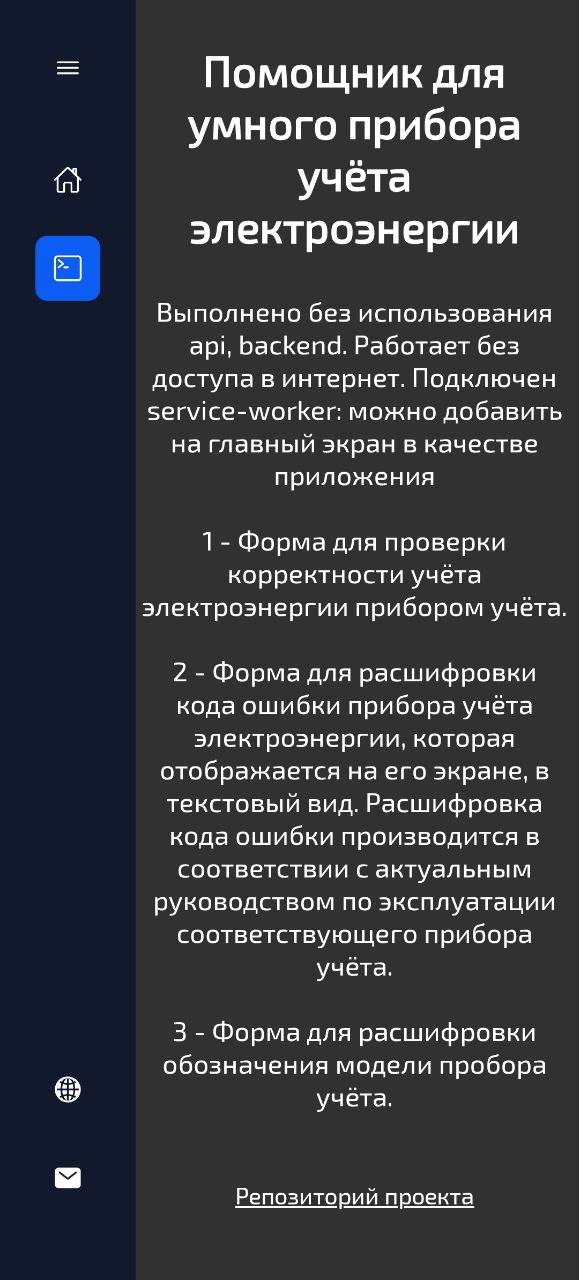 Помощник для
умного прибора
учёта
электроэнергии
Выполнено без использования
api, backend. Работает без
доступа в интернет. Подключен
service-worker: можно добавить
на главный экран в качестве
приложения
1 - Форма для проверки
корректности учёта
электроэнергии прибором учёта.
2 - Форма для расшифровки
кода ошибки прибора учёта
электроэнергии, которая
отображается на его экране, в
текстовый вид. Расшифровка
кода ошибки производится в
соответствии с актуальным
руководством по эксплуатации
соответствующего прибора
учёта.
3 - Форма для расшифровки
обозначения модели пробора
учёта.
Репозиторий проекта